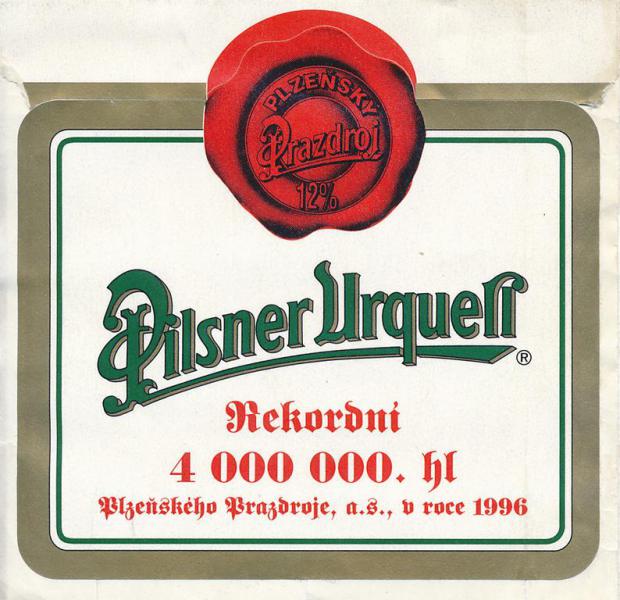 PLZEŇSKÝ
Prazdroj
12%
Pilsner Urquell
®
Rekordní
4 000 000. hl
Plzeňského Prazdroje, a.s., v roce 1996